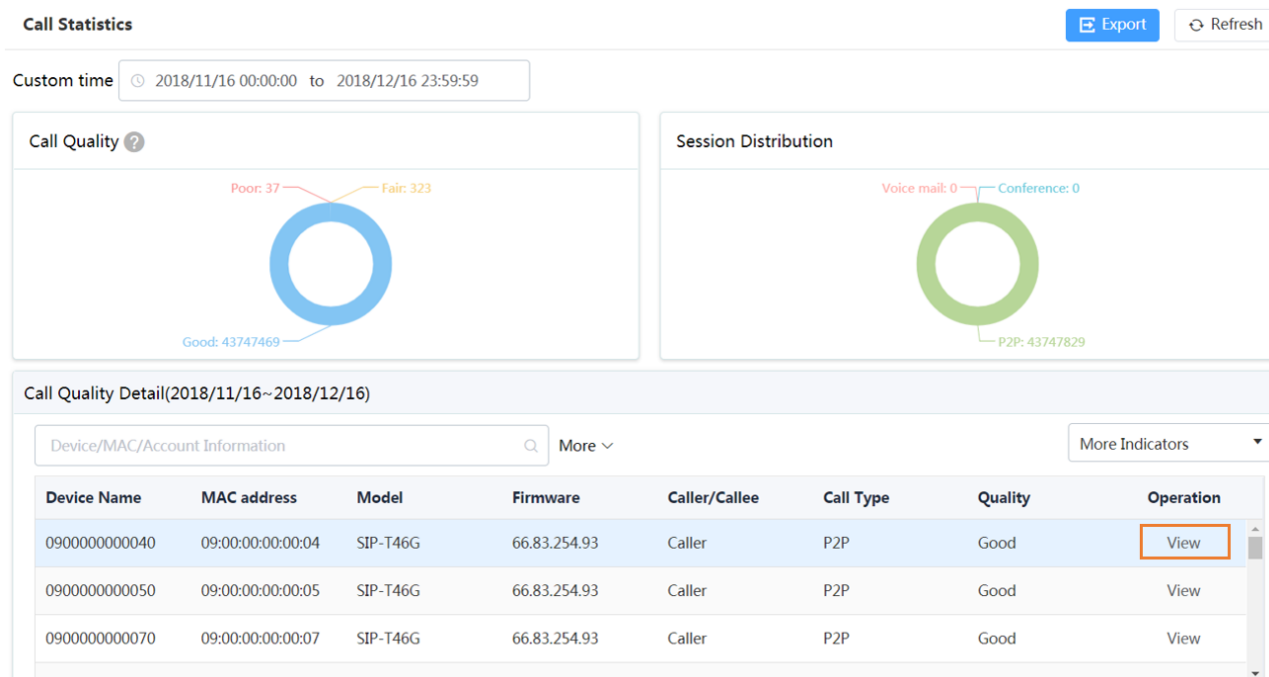 Call Statistics Export Refresh
Custom time 2018/11/16 00:00:00 to 2018/12/16 23:59:59
Call Quality ?
Poor: 37 Fair: 323
Good: 43747469
Session Distribution
Voice mail: 0 Conference: 0
P2P: 43747829
Call Quality Detail(2018/11/16~2018/12/16)
Device/MAC/Account Information More More Indicators
Device Name MAC address Model Firmware Caller/Callee Call Type Quality Operation
0900000000040 09:00:00:00:00:04 SIP-T46G 66.83.254.93 Caller P2P Good View
0900000000050 09:00:00:00:00:05 SIP-T46G 66.83.254.93 Caller P2P Good View
0900000000070 09:00:00:00:00:07 SIP-T46G 66.83.254.93 Caller P2P Good View